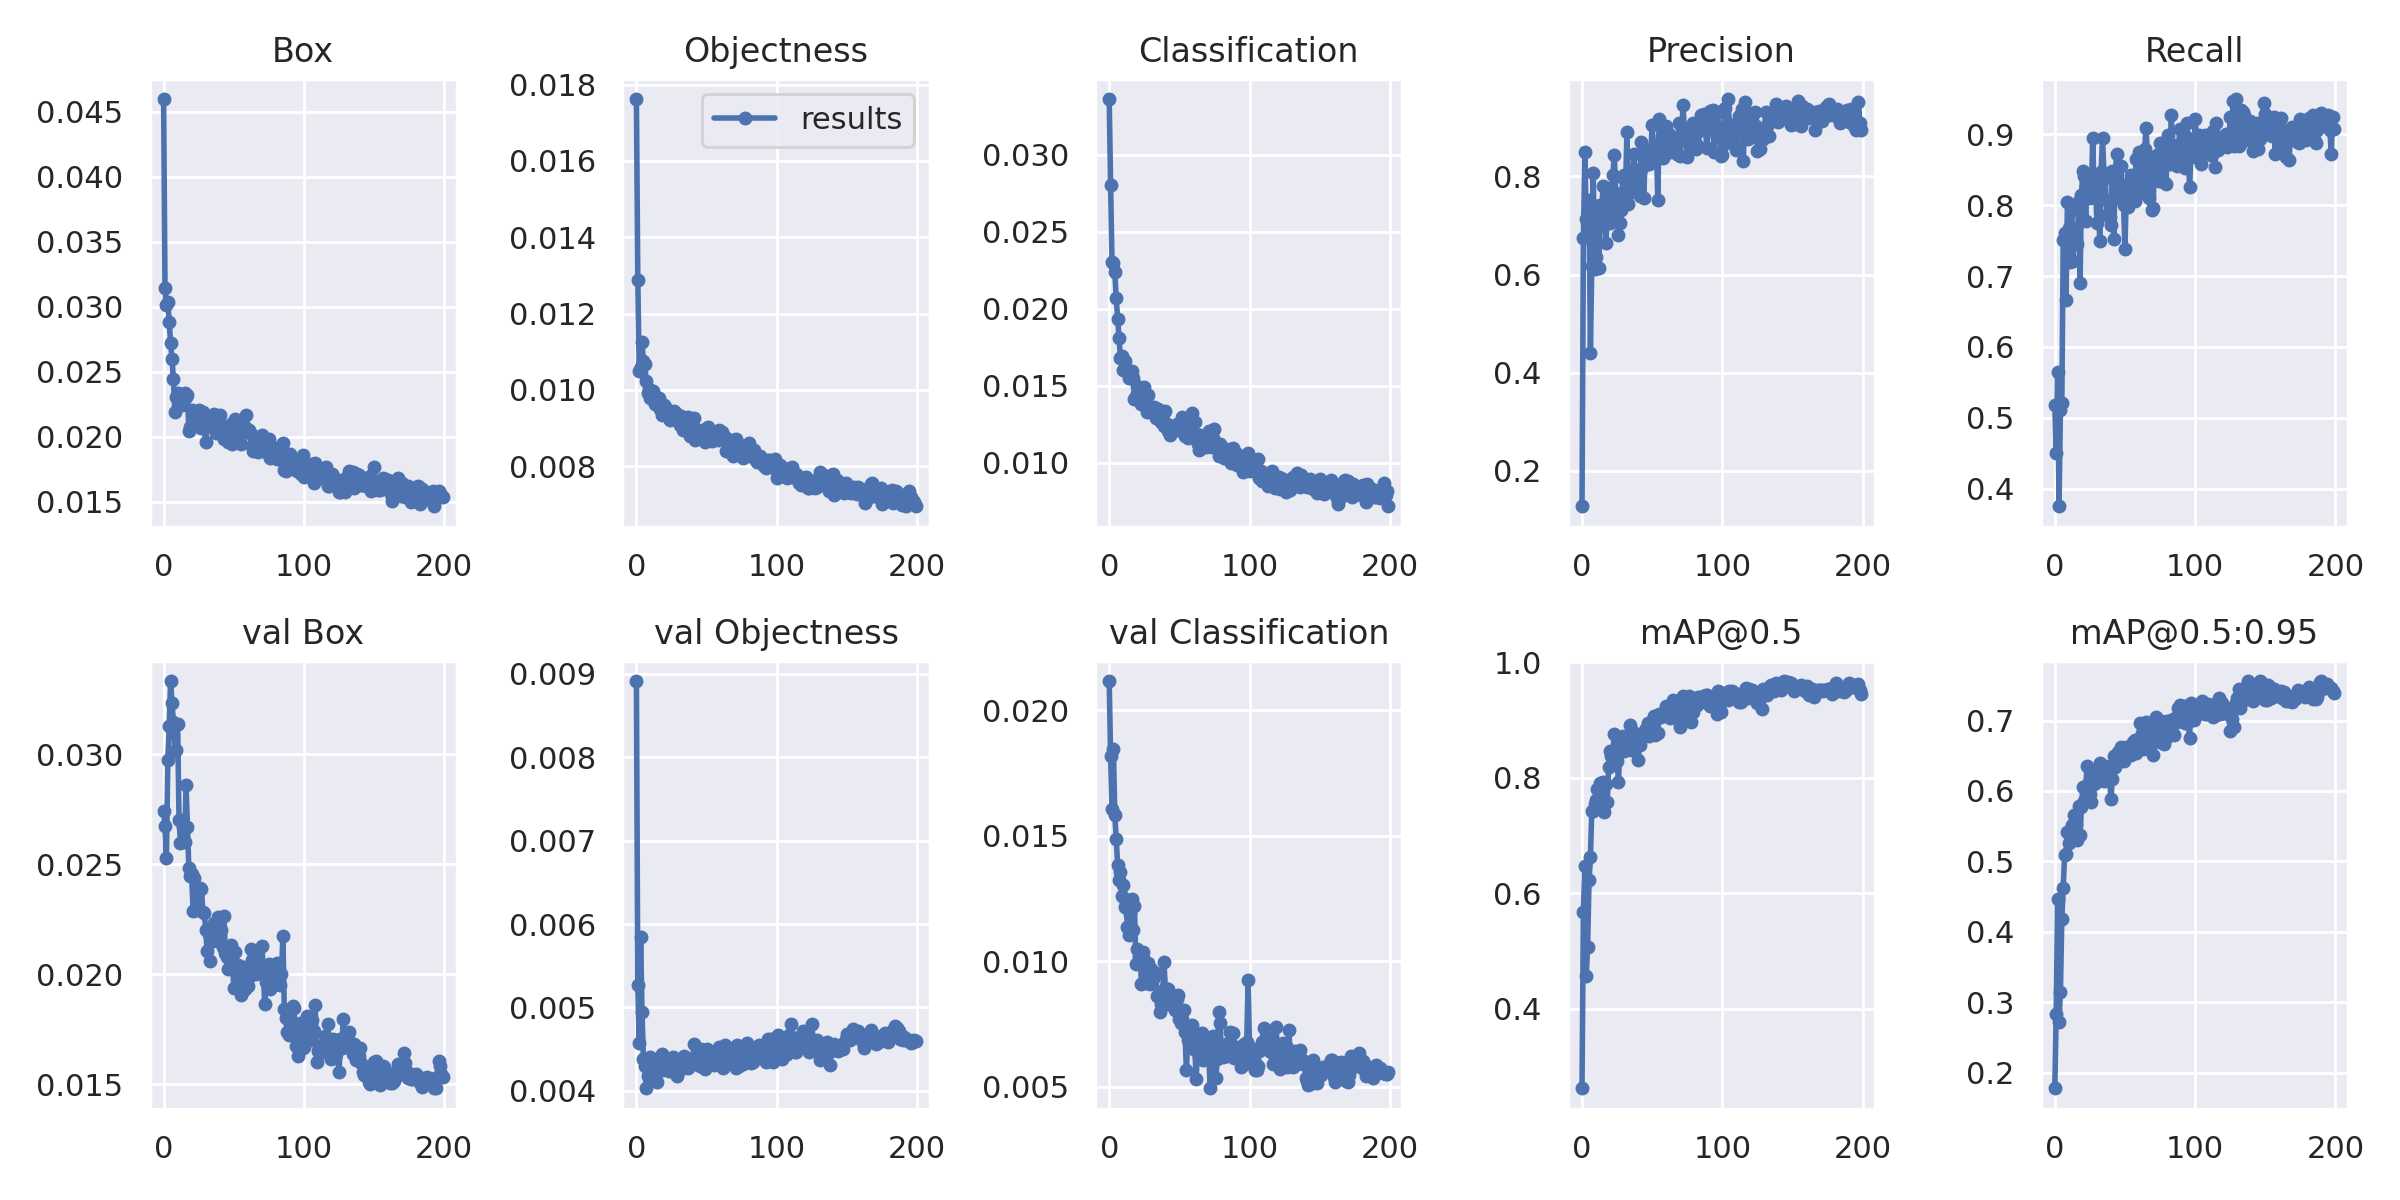 Box
0.045
0.040
0.035
0.030
0.025
0.020
0.015
0 100 200
Objectness
results
0.018
0.016
0.014
0.012
0.010
0.008
0 100 200
Classification
0.030
0.025
0.020
0.015
0.010
0 100 200
Precision
0.8
0.6
0.4
0.2
0 100 200
Recall
0.9
0.8
0.7
0.6
0.5
0.4
0 100 200
val Box
0.030
0.025
0.020
0.015
0 100 200
val Objectness
0.009
0.008
0.007
0.006
0.005
0.004
0 100 200
val Classification
0.020
0.015
0.010
0.005
0 100 200
mAP@0.5
1.0
0.8
0.6
0.4
0 100 200
mAP@0.5:0.95
0.7
0.6
0.5
0.4
0.3
0.2
0 100 200